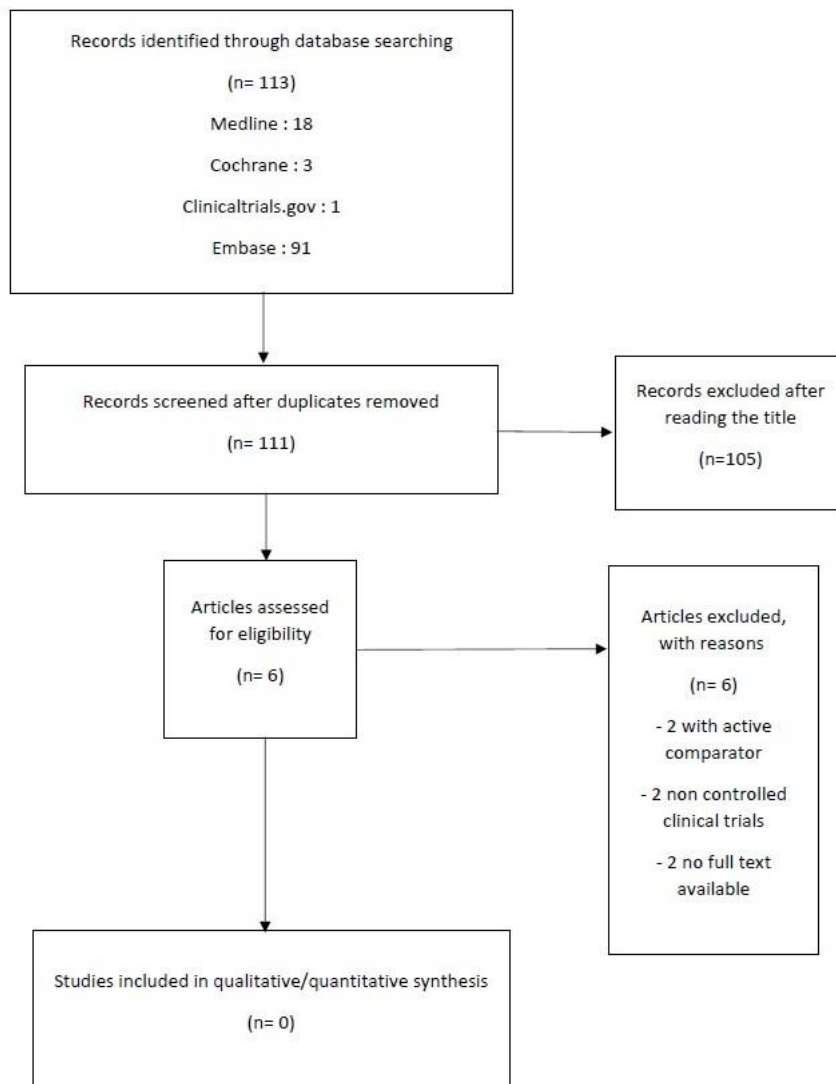 Records identified through database searching
(n= 113)
Medline : 18
Cochrane : 3
Clinicaltrials.gov : 1
Embase : 91
Records screened after duplicates removed
(n= 111)
Records excluded after
reading the title
(n=105)
Articles assessed
for eligibility
(n= 6)
Articles excluded,
with reasons
(n= 6)
- 2 with active
comparator
- 2 non controlled
clinical trials
- 2 no full text
available
Studies included in qualitative/quantitative synthesis
(n= 0)